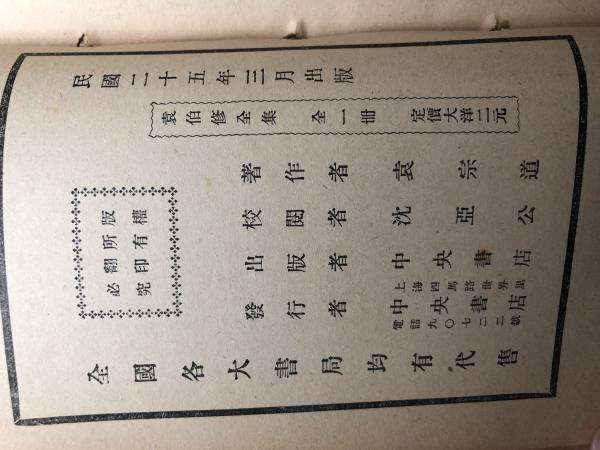 民國二十五年三月出版
袁伯修全集 全一冊 定價大洋二元
著作者 袁宗道
校閱者 沈亞公
出版者 中央書店
上海四馬路世界里
發行者 中央書店
電話九〇七二二號
版權所有
翻印必究
全國各大書局均有代售